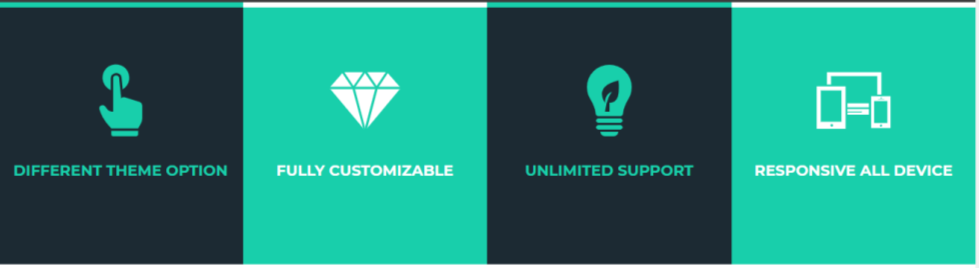 DIFFERENT THEME OPTION
FULLY CUSTOMIZABLE
UNLIMITED SUPPORT
RESPONSIVE ALL DEVICE